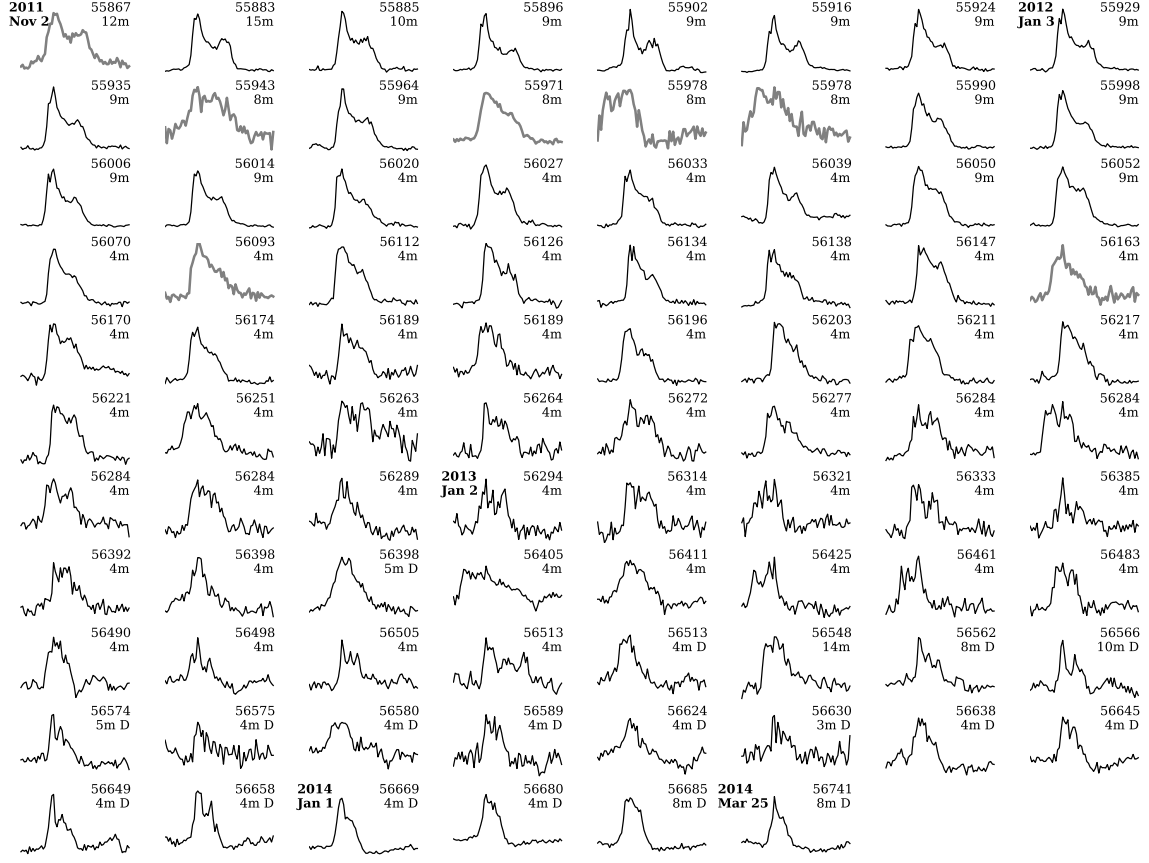 2011 55867
Nov 2 12m
55883
15m
55885
10m
55896
9m
55902
9m
55916
9m
55924
9m
2012 55929
Jan 3 9m
55935
9m
55943
8m
55964
9m
55971
8m
55978
8m
55978
8m
55990
9m
55998
9m
56006
9m
56014
9m
56020
4m
56027
4m
56033
4m
56039
4m
56050
9m
56052
9m
56070
4m
56093
4m
56112
4m
56126
4m
56134
4m
56138
4m
56147
4m
56163
4m
56170
4m
56174
4m
56189
4m
56189
4m
56196
4m
56203
4m
56211
4m
56217
4m
56221
4m
56251
4m
56263
4m
56264
4m
56272
4m
56277
4m
56284
4m
56284
4m
56284
4m
56284
4m
56289
4m
2013 56294
Jan 2 4m
56314
4m
56321
4m
56333
4m
56385
4m
56392
4m
56398
4m
56398
5m D
56405
4m
56411
4m
56425
4m
56461
4m
56483
4m
56490
4m
56498
4m
56505
4m
56513
4m
56513
4m D
56548
14m
56562
8m D
56566
10m D
56574
5m D
56575
4m D
56580
4m D
56589
4m D
56624
4m D
56630
3m D
56638
4m D
56645
4m D
56649
4m D
56658
4m D
2014 56669
Jan 1 4m D
56680
4m D
56685
8m D
2014 56741
Mar 25 8m D